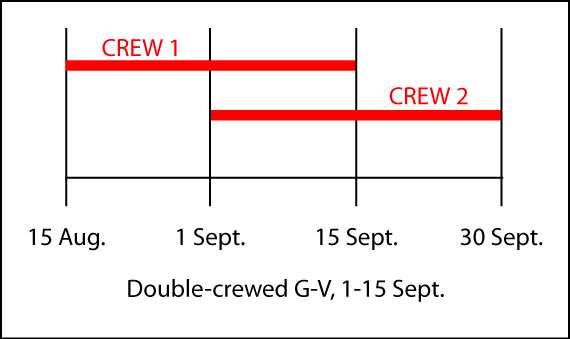 CREW 1
CREW 2
15 Aug. 1 Sept. 15 Sept. 30 Sept.
Double-crewed G-V, 1-15 Sept.